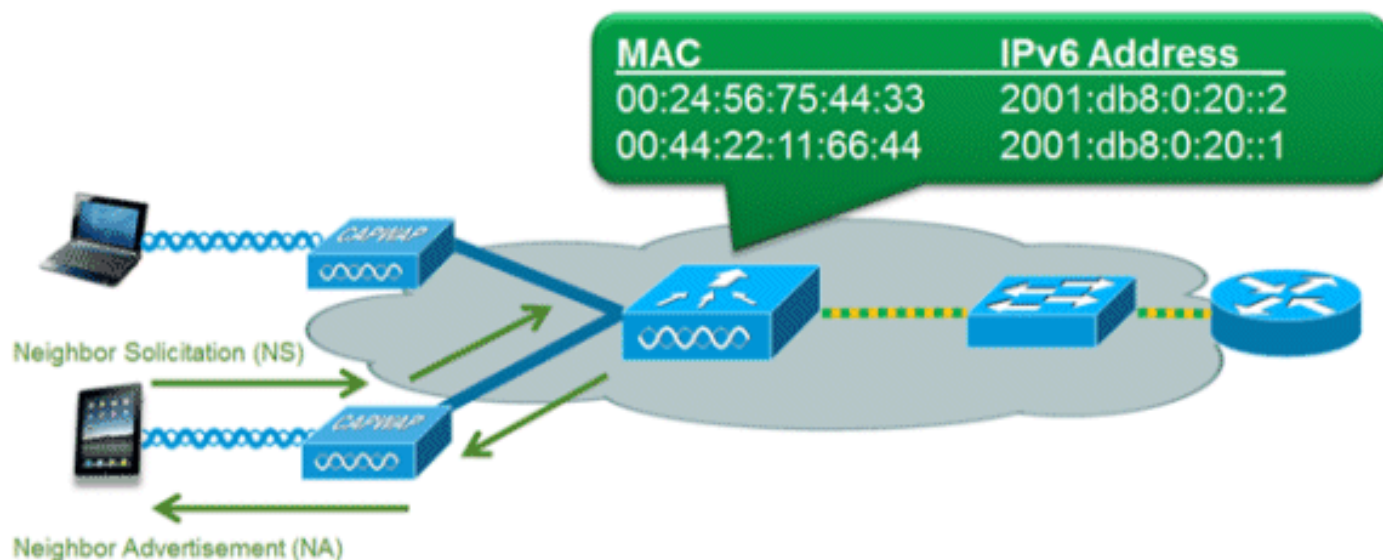 MAC IPv6 Address
00:24:56:75:44:33 2001:db8:0:20::2
00:44:22:11:66:44 2001:db8:0:20::1
CAPWAP
Neighbor Solicitation (NS)
CAPWAP
Neighbor Advertisement (NA)